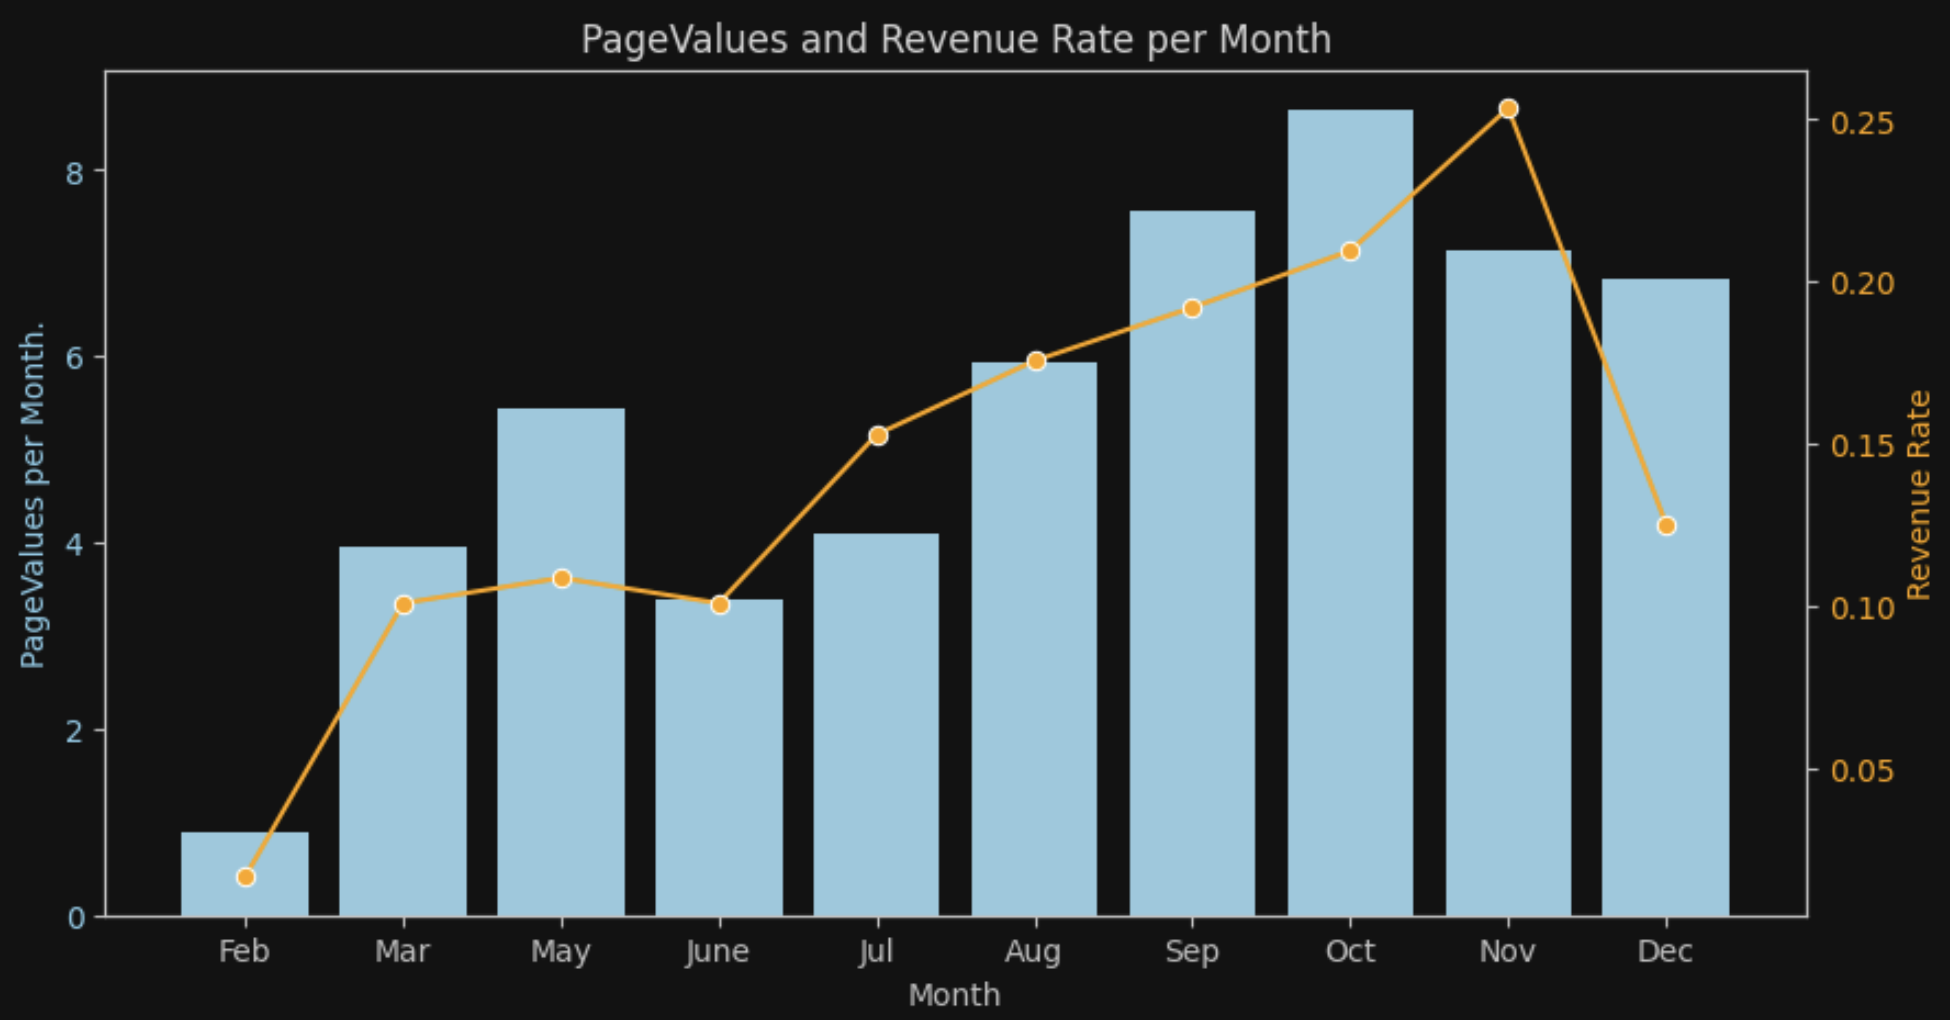 PageValues and Revenue Rate per Month
PageValues per Month.
8
6
4
2
0
0.25
0.20
0.15
0.10
0.05
Revenue Rate
Feb Mar May June Jul Aug Sep Oct Nov Dec
Month